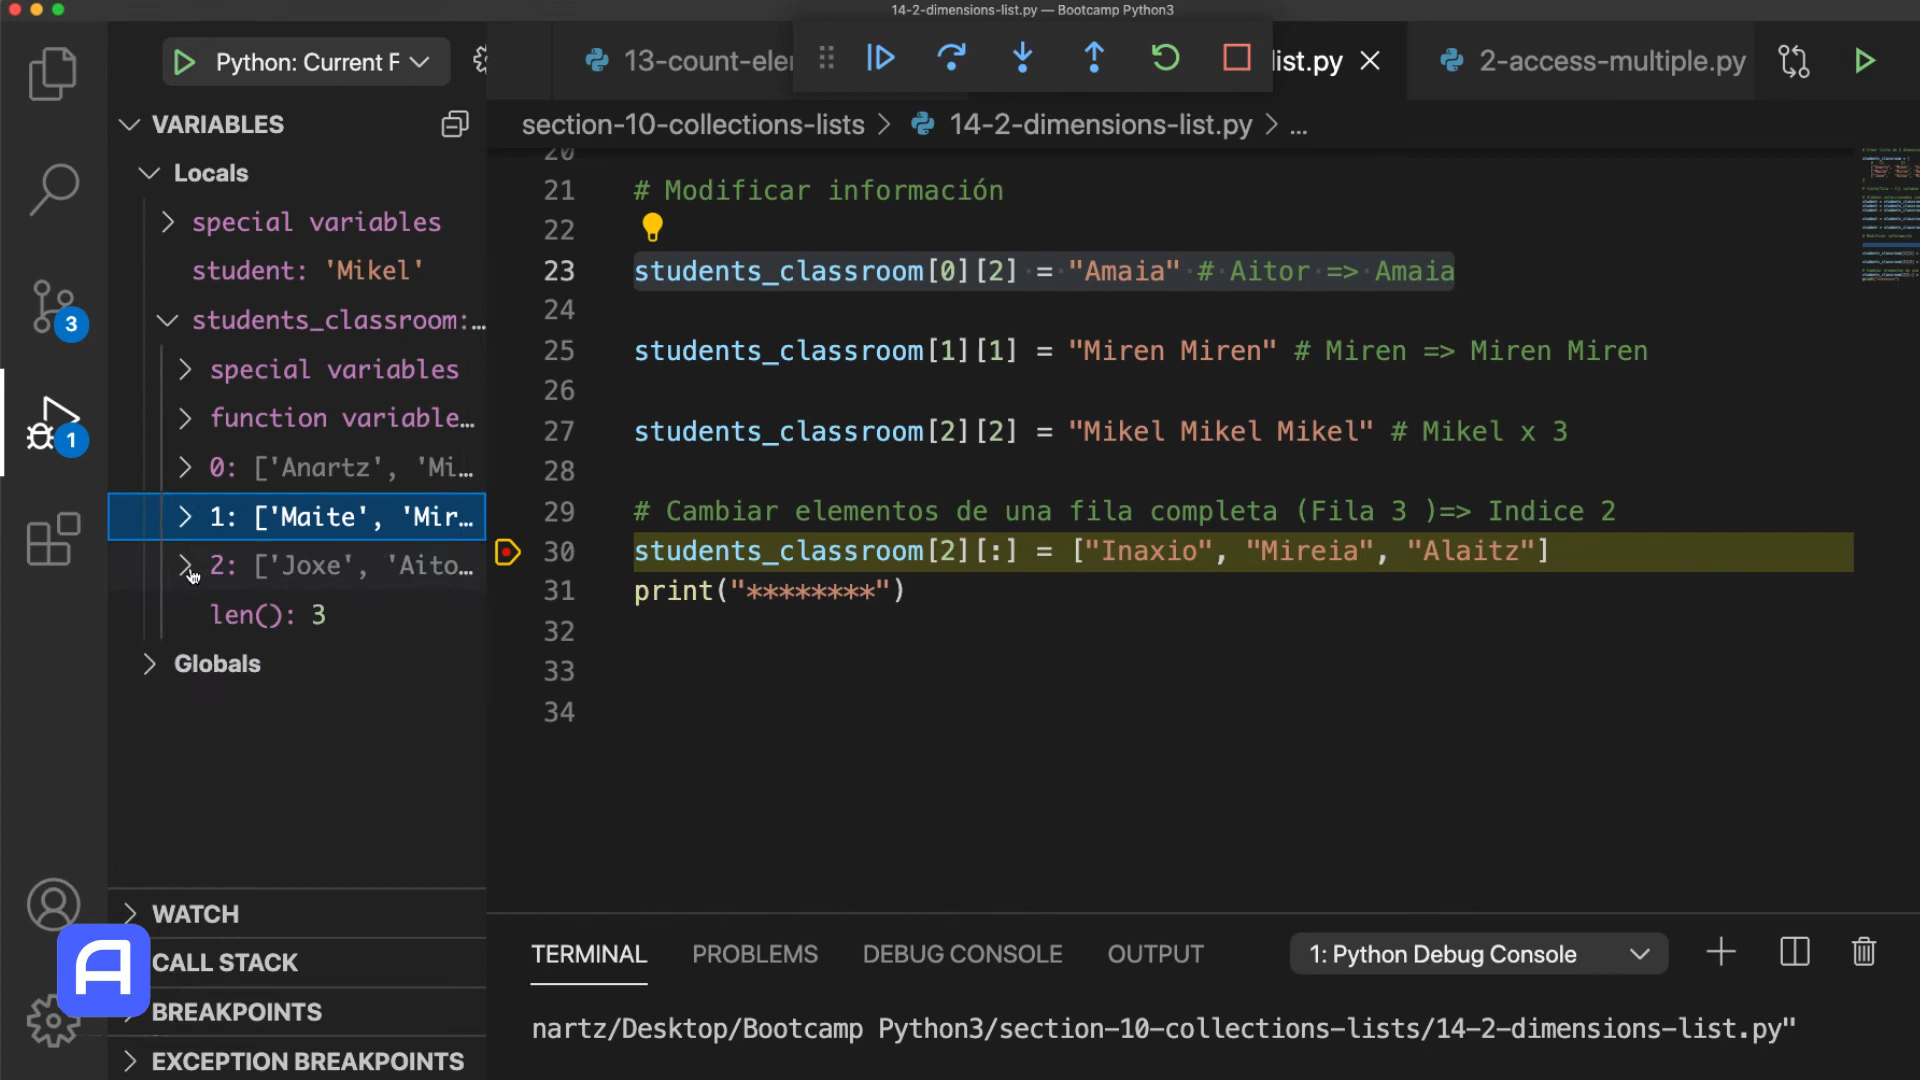 14-2-dimensions-list.py — Bootcamp Python3
Python: Current F
13-count-eler
list.py
2-access-multiple.py
VARIABLES
section-10-collections-lists > 14-2-dimensions-list.py > ...
Locals
special variables
student: 'Mikel'
students_classroom:…
special variables
function variable…
0: ['Anartz', 'Mi…
1: ['Maite', 'Mir…
2: ['Joxe', 'Aito…
len(): 3
Globals
3
1
20
21 # Modificar información
22
23 students_classroom[0][2] = "Amaia" # Aitor => Amaia
24
25 students_classroom[1][1] = "Miren Miren" # Miren => Miren Miren
26
27 students_classroom[2][2] = "Mikel Mikel Mikel" # Mikel x 3
28
29 # Cambiar elementos de una fila completa (Fila 3 )=> Indice 2
30 students_classroom[2][:] = ["Inaxio", "Mireia", "Alaitz"]
31 print("********")
32
33
34
WATCH
CALL STACK
BREAKPOINTS
EXCEPTION BREAKPOINTS
TERMINAL PROBLEMS DEBUG CONSOLE OUTPUT 1: Python Debug Console
nartz/Desktop/Bootcamp Python3/section-10-collections-lists/14-2-dimensions-list.py"